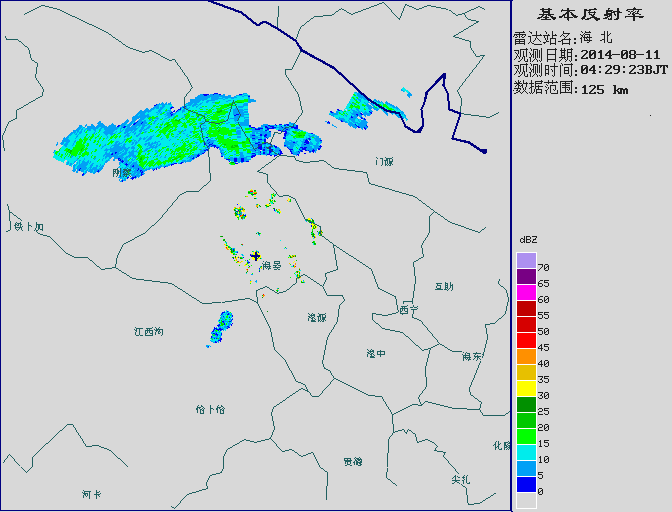 基本反射率
雷达站名:海 北
观测日期:2014-08-11
观测时间:04:29:23BJT
数据范围:125 km
门源
铁卜加
海晏
互助
西宁
湟源
江西沟
湟中
海东
恰卜恰
化隆
贵德
尖扎
河卡
dBZ
70
65
60
55
50
45
40
35
30
25
20
15
10
5
0